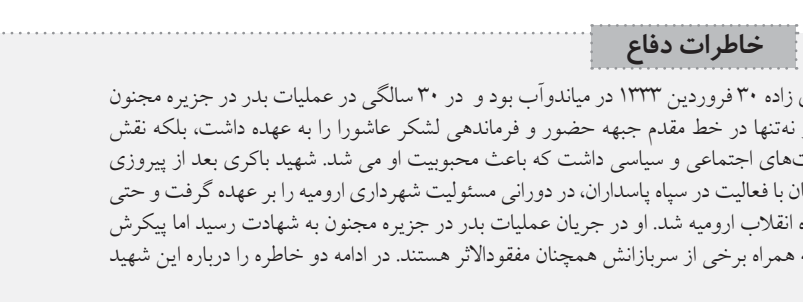 خاطرات دفاع
زاده ۳۰ فروردین ۱۳۳۳ در میاندوآب بود و در ۳۰ سالگی در عملیات بدر در جزیره مجنون
نه‌تنها در خط مقدم جبهه حضور و فرماندهی لشکر عاشورا را به عهده داشت، بلکه نقش
اجتماعی و سیاسی داشت که باعث محبوبیت او می شد. شهید باکری بعد از پیروزی
با فعالیت در سپاه پاسداران، در دورانی مسئولیت شهرداری ارومیه را بر عهده گرفت و حتی
انقلاب ارومیه شد. او در جریان عملیات بدر در جزیره مجنون به شهادت رسید اما پیکرش
همراه برخی از سربازانش همچنان مفقودالاثر هستند. در ادامه دو خاطره را درباره این شهید